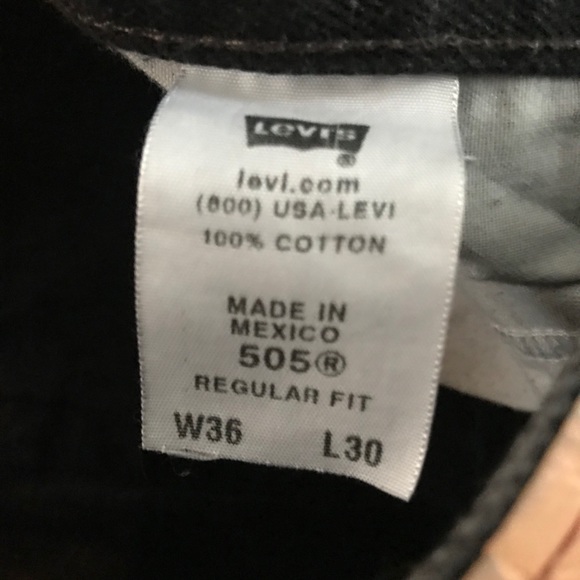 Levi's
®
levi.com
(800) USA-LEVI
100% COTTON
MADE IN
MEXICO
505®
REGULAR FIT
W36 L30